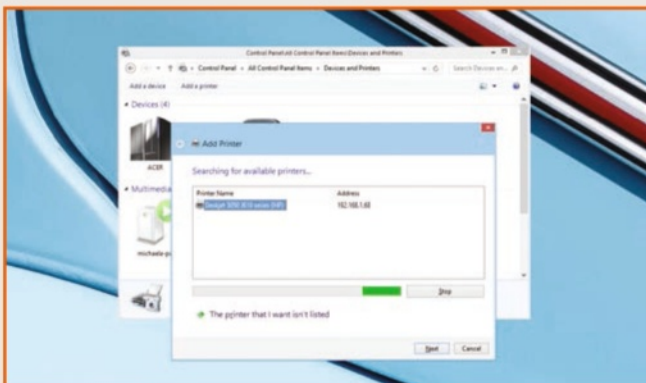 Control Panel\All Control Panel Items\Devices and Printers
Control Panel All Control Panel Items Devices and Printers
Search Devices an...
Add a device Add a printer
Devices (4)
ACER
Multimedia
Add Printer
Searching for available printers...
Printer Name Address
192.168.1.68
Stop
The printer that I want isn't listed
Next Cancel